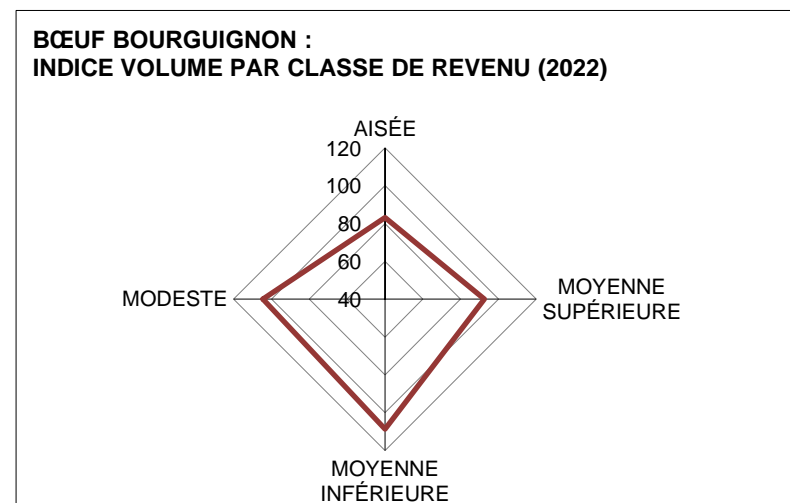 BŒUF BOURGUIGNON :
INDICE VOLUME PAR CLASSE DE REVENU (2022)
AISÉE
120
100
80
60
40
MODESTE
MOYENNE
SUPÉRIEURE
MOYENNE
INFÉRIEURE